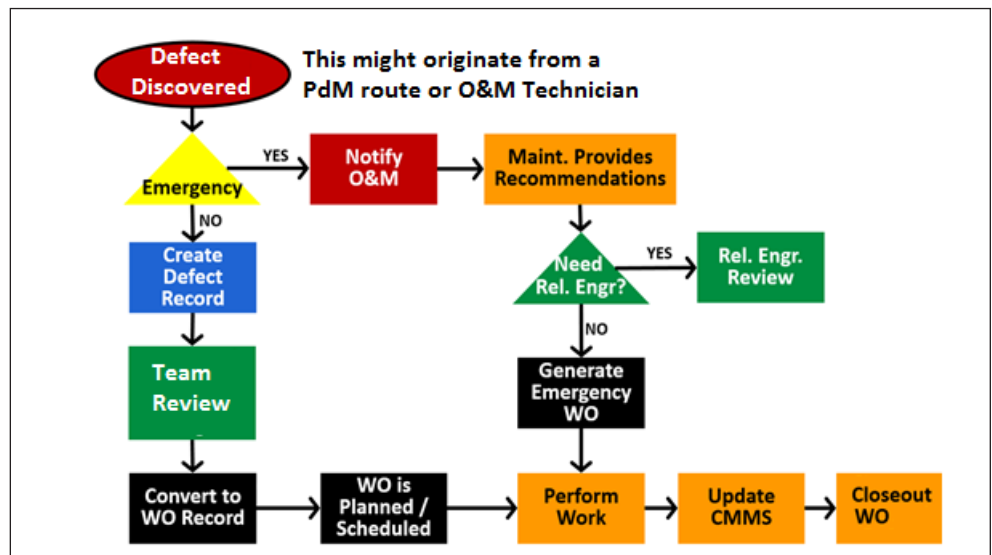 Defect
Discovered
This might originate from a
PdM route or O&M Technician
Emergency
YES
Notify
O&M
Maint. Provides
Recommendations
NO
Create
Defect
Record
Need
Rel. Engr?
YES
Rel. Engr.
Review
NO
Team
Review
Generate
Emergency
WO
Convert to
WO Record
WO is
Planned /
Scheduled
Perform
Work
Update
CMMS
Closeout
WO